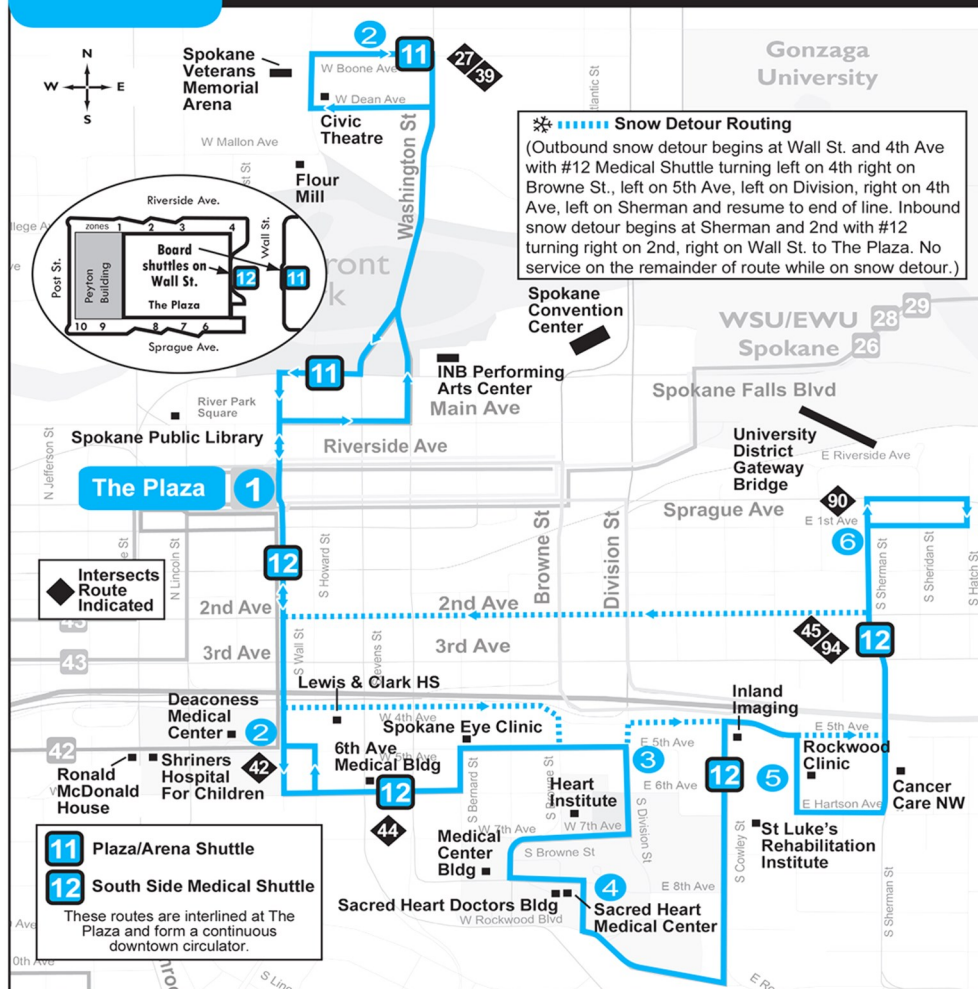 N
W
E
S
Spokane
Veterans
Memorial
Arena
2
11
27
39
W Boone Ave
W Dean Ave
Civic
Theatre
W Mallon Ave
Flour
Mill
Washington St
Gonzaga
University
Snow Detour Routing
(Outbound snow detour begins at Wall St. and 4th Ave
with #12 Medical Shuttle turning left on 4th right on
Browne St., left on 5th Ave, left on Division, right on 4th
Ave, left on Sherman and resume to end of line. Inbound
snow detour begins at Sherman and 2nd with #12
turning right on 2nd, right on Wall St. to The Plaza. No
service on the remainder of route while on snow detour.)
Riverside Ave.
zones
1
2
3
4
Wall St.
Post St.
Peyton
Building
Board
shuttles on
Wall St.
The Plaza
12
11
10
9
8
7
6
Sprague Ave.
Spokane
Convention
Center
WSU/EWU
Spokane
28
29
26
11
INB Performing
Arts Center
River Park
Square
Main Ave
Spokane Falls Blvd
Spokane Public Library
Riverside Ave
University
District
Gateway
Bridge
E Riverside Ave
N Jefferson St
The Plaza
1
90
Sprague Ave
E 1st Ave
6
Intersects
Route
Indicated
N Lincoln St
12
S Howard St
Browne St
Division St
S Sherman St
S Sheridan St
S Hatch St
2nd Ave
2nd Ave
43
3rd Ave
3rd Ave
45
94
12
S Wall St
Lewis & Clark HS
Inland
Imaging
Deaconess
Medical
Center
2
W 4th Ave
Spokane Eye Clinic
E 5th Ave
E 5th Ave
42
42
Ronald
McDonald
House
Shriners
Hospital
For Children
6th Ave
Medical Bldg
W 5th Ave
12
44
S Bernard St
3
E 6th Ave
12
5
Rockwood
Clinic
Cancer
Care NW
E Hartson Ave
Heart
Institute
W 7th Ave
W 7th Ave
S Division St
S Browne St
Medical
Center
Bldg
S Cowley St
St Luke's
Rehabilitation
Institute
4
E 8th Ave
Sacred Heart Doctors Bldg
Sacred Heart
Medical Center
W Rockwood Blvd
S Sherman St
11
Plaza/Arena Shuttle
12
South Side Medical Shuttle
These routes are interlined at The
Plaza and form a continuous
downtown circulator.